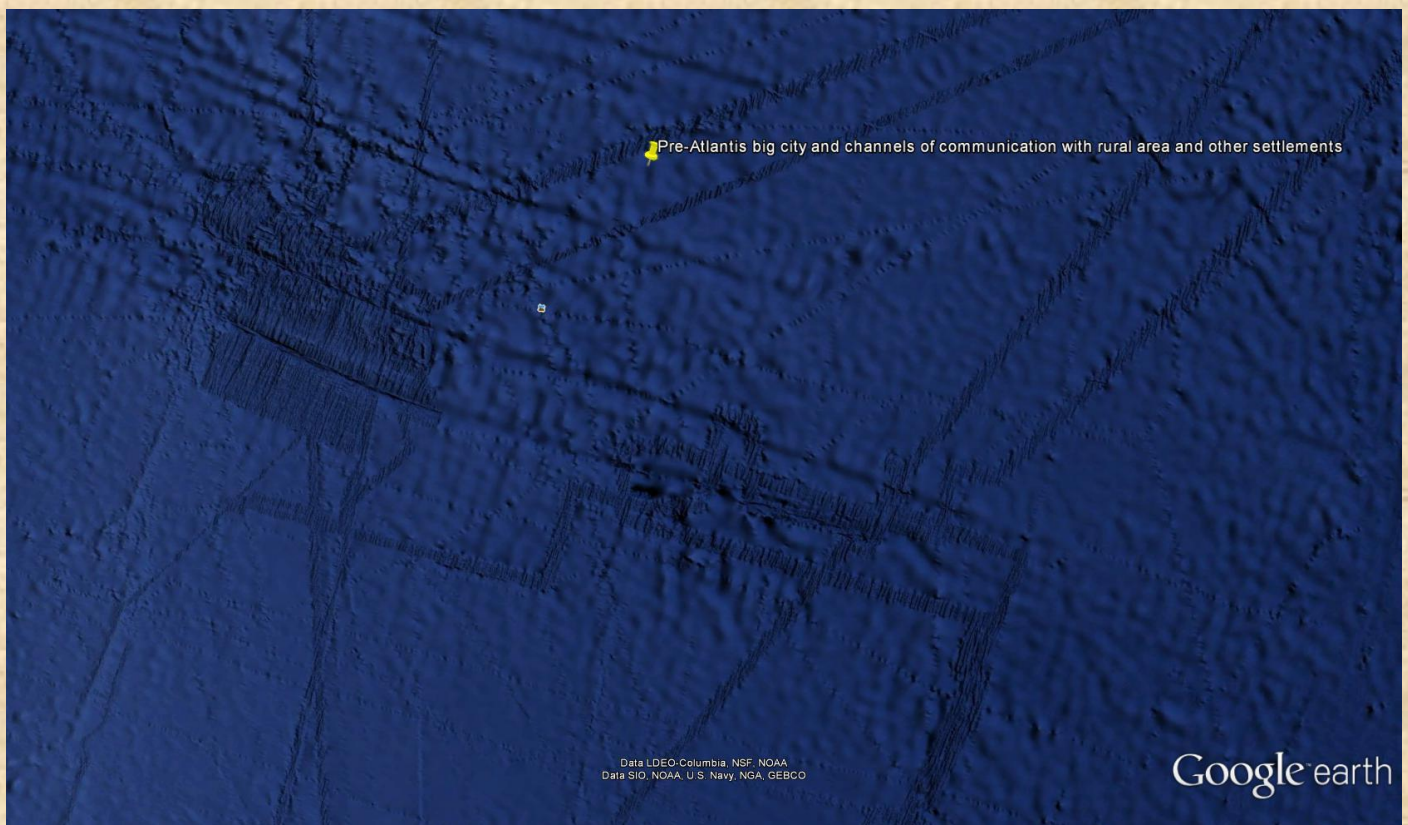 Pre-Atlantis big city and channels of communication with rural area and other settlements
Data LDEO-Columbia, NSF, NOAA
Data SIO, NOAA, U.S. Navy, NGA, GEBCO
Google earth